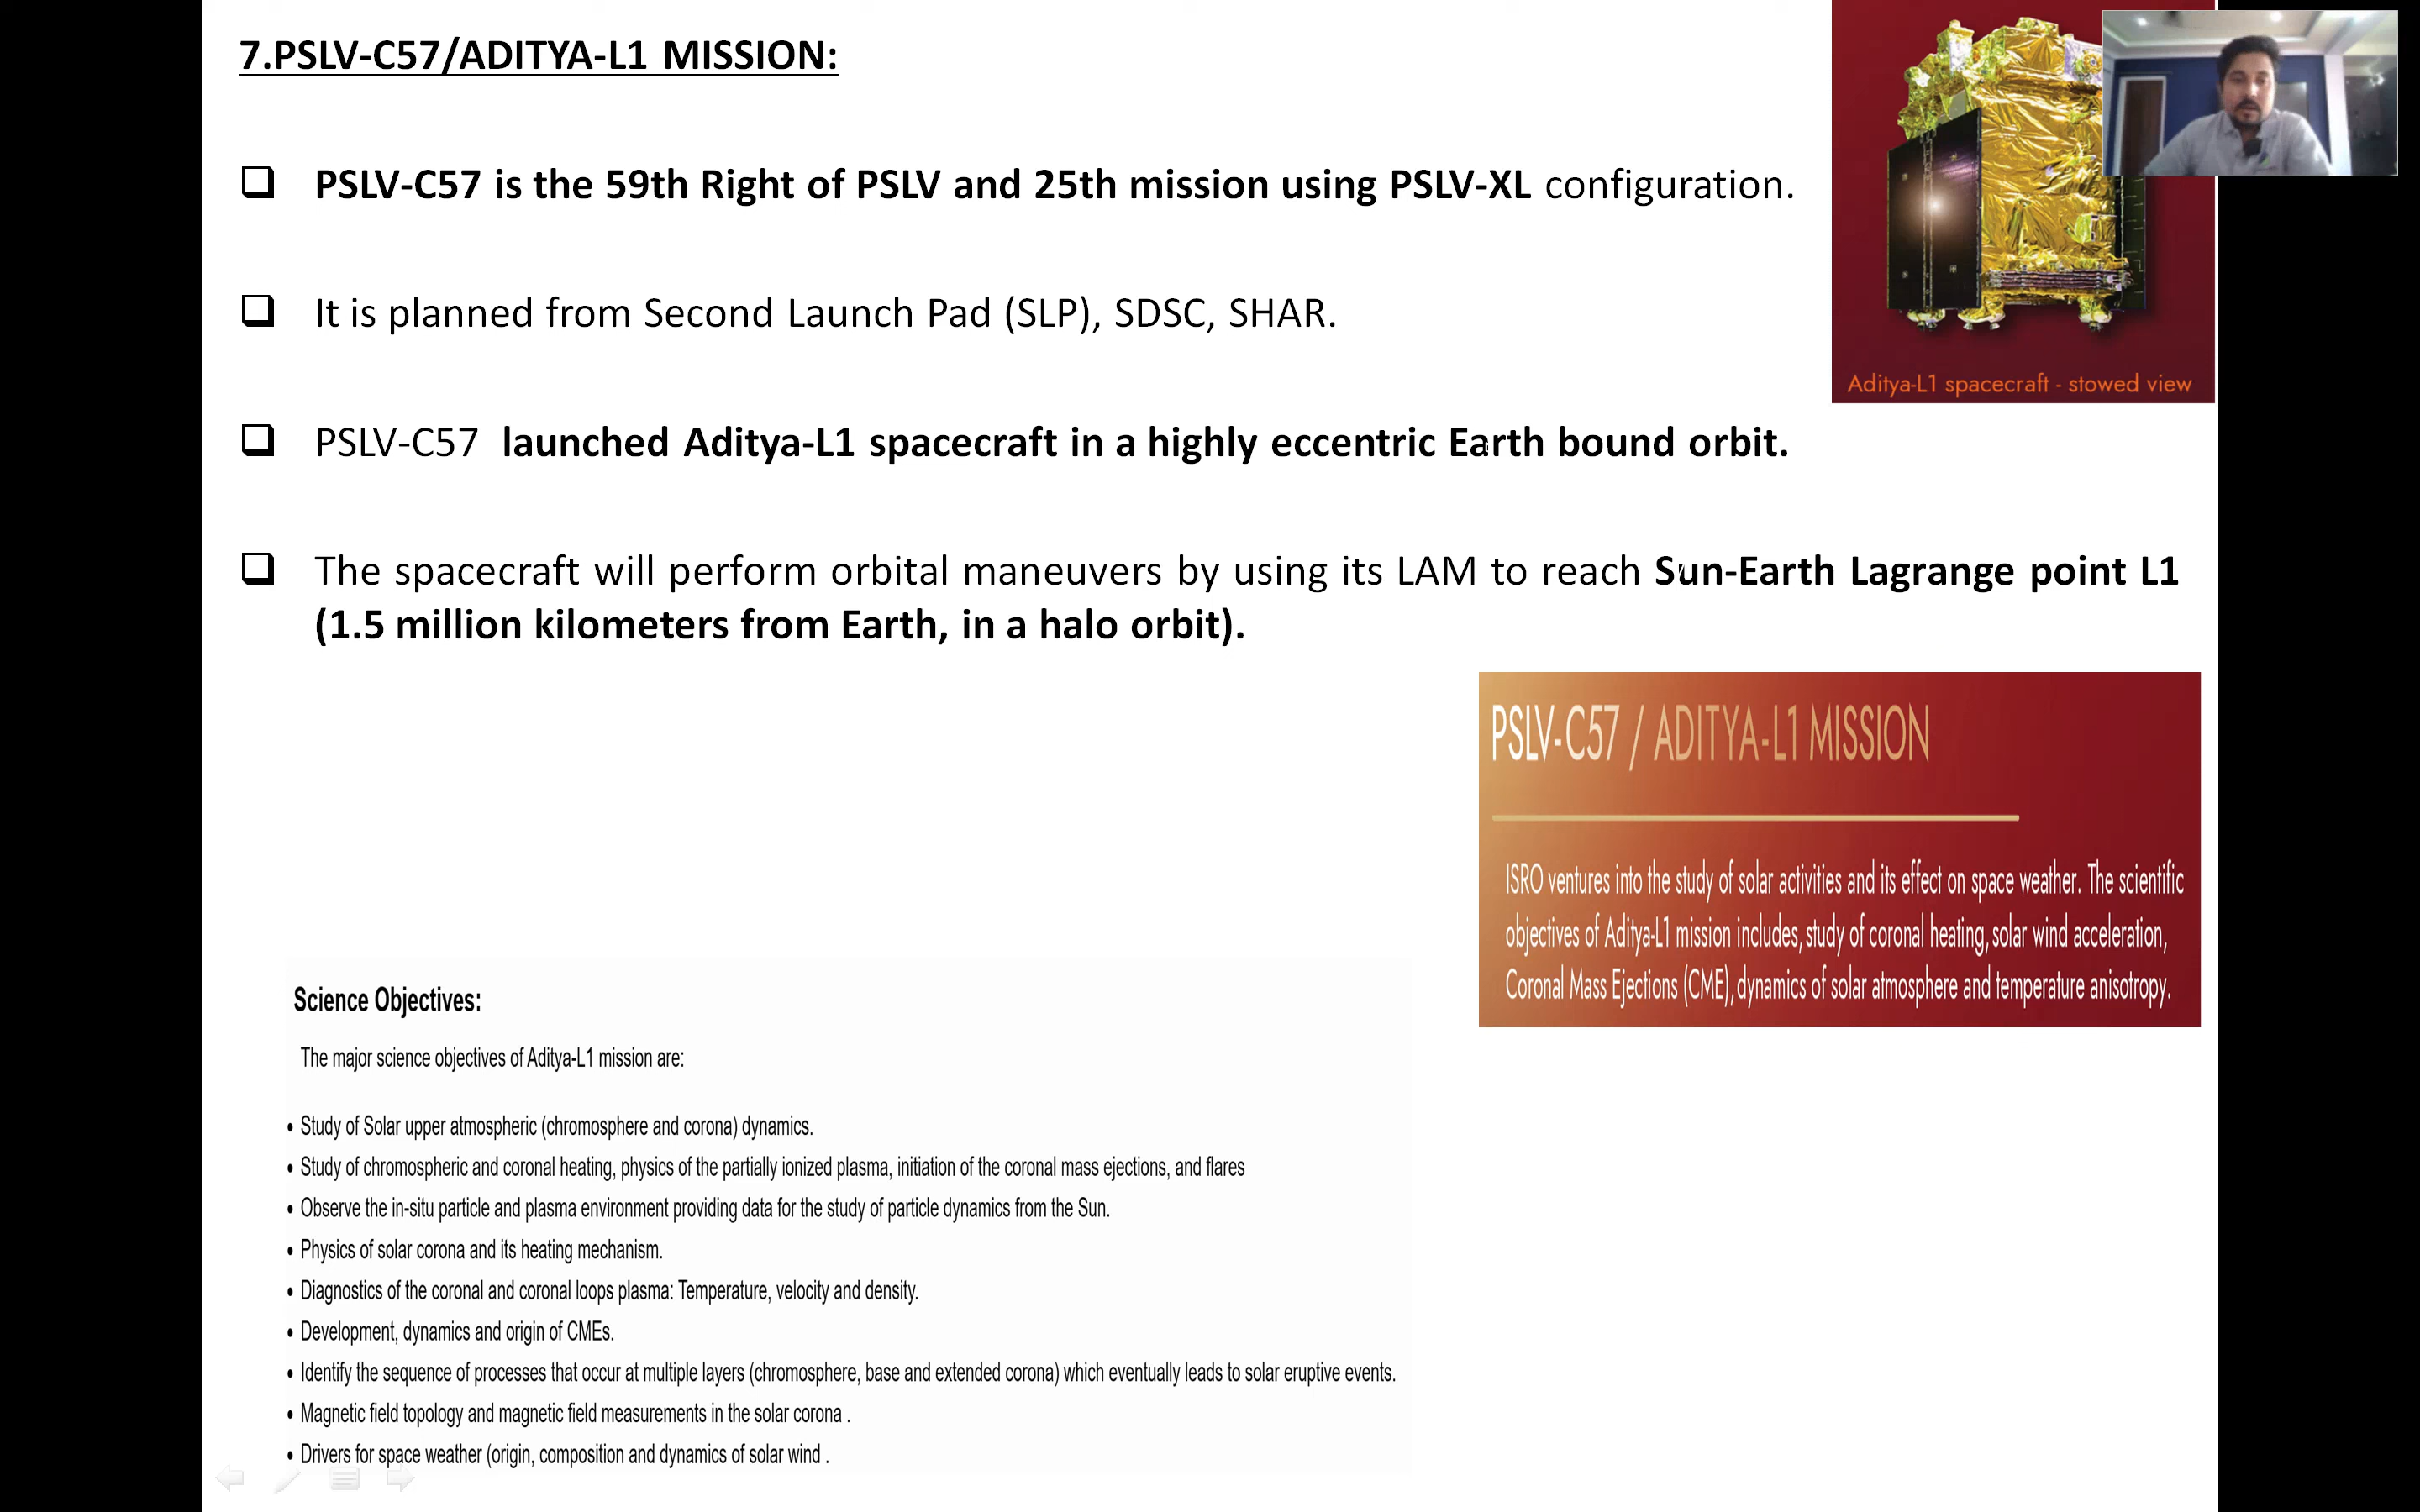 7.PSLV-C57/ADITYA-L1 MISSION:
PSLV-C57 is the 59th Right of PSLV and 25th mission using PSLV-XL configuration.
It is planned from Second Launch Pad (SLP), SDSC, SHAR.
Aditya-L1 spacecraft - stowed view
PSLV-C57 launched Aditya-L1 spacecraft in a highly eccentric Earth bound orbit.
The spacecraft will perform orbital maneuvers by using its LAM to reach Sun-Earth Lagrange point L1
(1.5 million kilometers from Earth, in a halo orbit).
PSLV-C57 / ADITYA-L1 MISSION
ISRO ventures into the study of solar activities and its effect on space weather. The scientific
objectives of Aditya-L1 mission includes, study of coronal heating, solar wind acceleration,
Coronal Mass Ejections (CME), dynamics of solar atmosphere and temperature anisotropy.
Science Objectives:
The major science objectives of Aditya-L1 mission are:
• Study of Solar upper atmospheric (chromosphere and corona) dynamics.
• Study of chromospheric and coronal heating, physics of the partially ionized plasma, initiation of the coronal mass ejections, and flares
• Observe the in-situ particle and plasma environment providing data for the study of particle dynamics from the Sun.
• Physics of solar corona and its heating mechanism.
• Diagnostics of the coronal and coronal loops plasma: Temperature, velocity and density.
• Development, dynamics and origin of CMEs.
• Identify the sequence of processes that occur at multiple layers (chromosphere, base and extended corona) which eventually leads to solar eruptive events.
• Magnetic field topology and magnetic field measurements in the solar corona .
• Drivers for space weather (origin, composition and dynamics of solar wind .